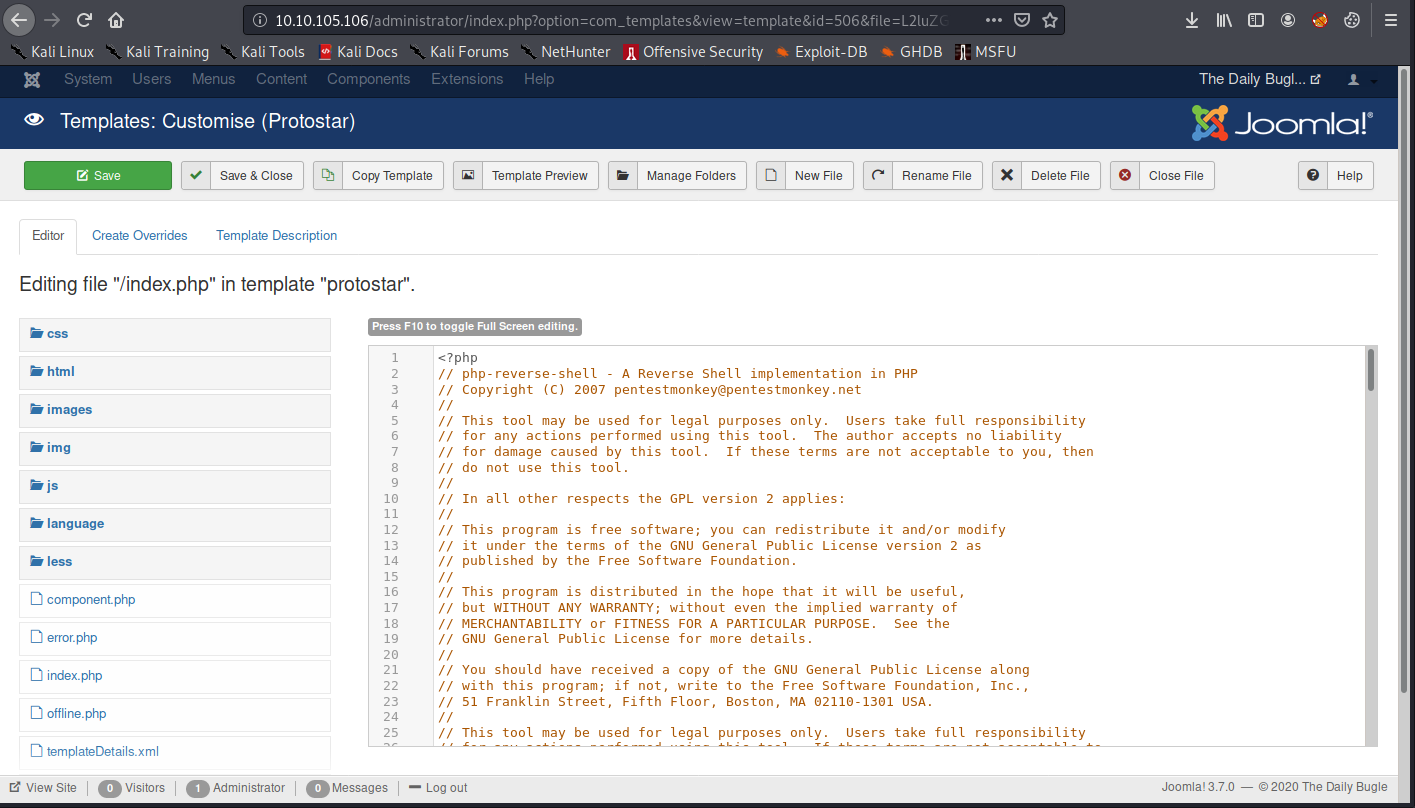 10.10.105.106/administrator/index.php?option=com_templates&view=template&id=506&file=L2luZG
Kali Linux Kali Training Kali Tools Kali Docs Kali Forums NetHunter Offensive Security Exploit-DB GHDB MSFU
System Users Menus Content Components Extensions Help The Daily Bugl...
Templates: Customise (Protostar) Joomla!®
Save Save & Close Copy Template Template Preview Manage Folders New File Rename File Delete File Close File Help
Editor Create Overrides Template Description
Editing file "/index.php" in template "protostar".
css
html
images
img
js
language
less
component.php
error.php
index.php
offline.php
templateDetails.xml
Press F10 to toggle Full Screen editing.
1 <?php
2 // php-reverse-shell - A Reverse Shell implementation in PHP
3 // Copyright (C) 2007 pentestmonkey@pentestmonkey.net
4 //
5 // This tool may be used for legal purposes only.  Users take full responsibility
6 // for any actions performed using this tool.  The author accepts no liability
7 // for damage caused by this tool.  If these terms are not acceptable to you, then
8 // do not use this tool.
9 //
10 // In all other respects the GPL version 2 applies:
11 //
12 // This program is free software; you can redistribute it and/or modify
13 // it under the terms of the GNU General Public License version 2 as
14 // published by the Free Software Foundation.
15 //
16 // This program is distributed in the hope that it will be useful,
17 // but WITHOUT ANY WARRANTY; without even the implied warranty of
18 // MERCHANTABILITY or FITNESS FOR A PARTICULAR PURPOSE.  See the
19 // GNU General Public License for more details.
20 //
21 // You should have received a copy of the GNU General Public License along
22 // with this program; if not, write to the Free Software Foundation, Inc.,
23 // 51 Franklin Street, Fifth Floor, Boston, MA 02110-1301 USA.
24 //
25 // This tool may be used for legal purposes only.  Users take full responsibility
26 // for any actions performed using this tool.  If these terms are not acceptable to
View Site 0 Visitors 1 Administrator 0 Messages Log out Joomla! 3.7.0 — © 2020 The Daily Bugle